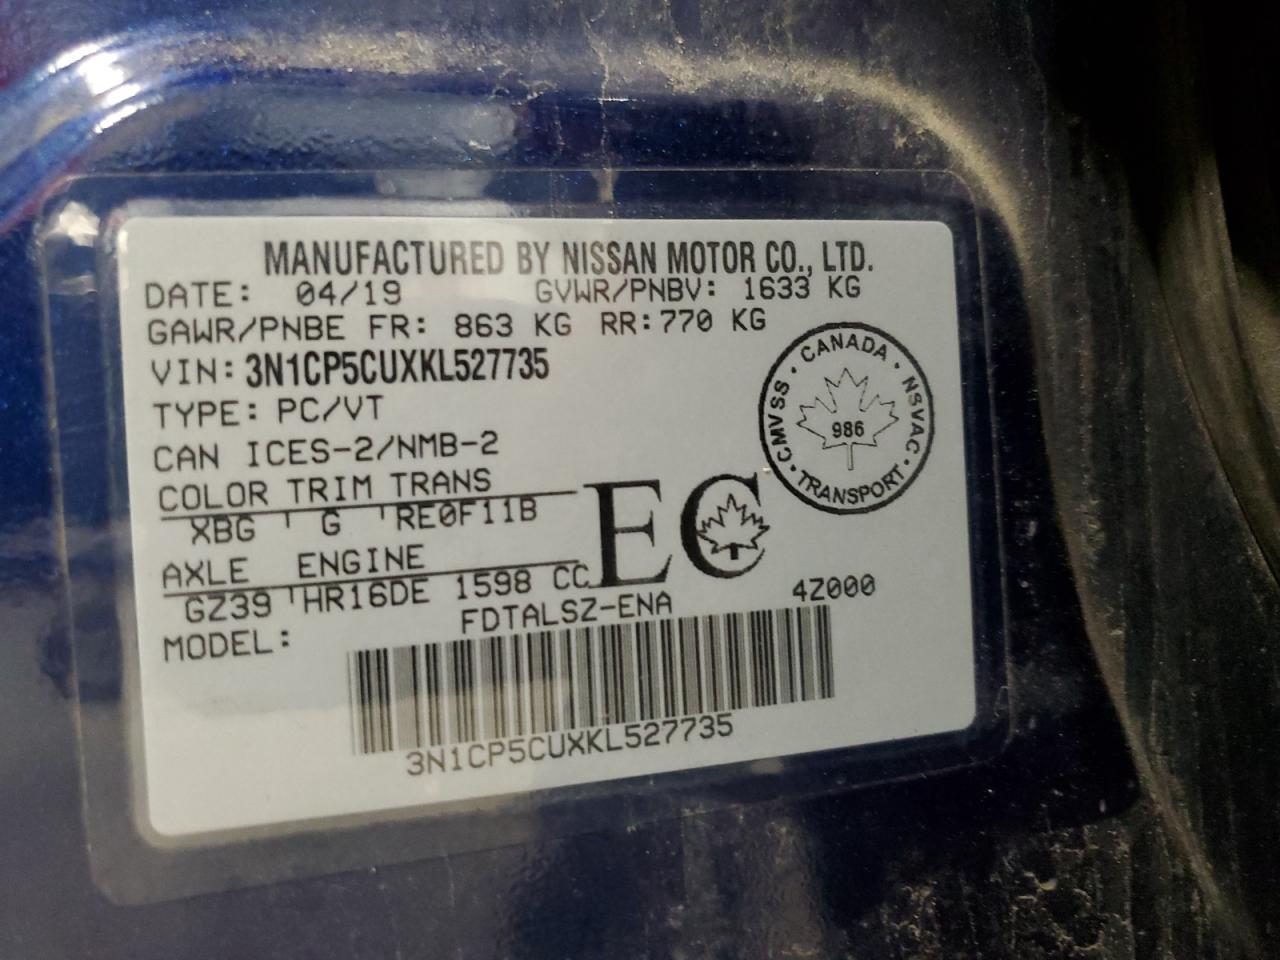 MANUFACTURED BY NISSAN MOTOR CO., LTD.
DATE: 04/19 GVWR/PNBV: 1633 KG
GAWR/PNBE FR: 863 KG RR:770 KG
VIN: 3N1CP5CUXKL527735
TYPE: PC/VT
CAN ICES-2/NMB-2
COLOR TRIM TRANS
XBG G RE0F11B
AXLE ENGINE
GZ39 HR16DE 1598 CC
MODEL: FDTALSZ-ENA 4Z000
3N1CP5CUXKL527735
EC
CANADA · NSVAC · TRANSPORT · CMVSS ·
986